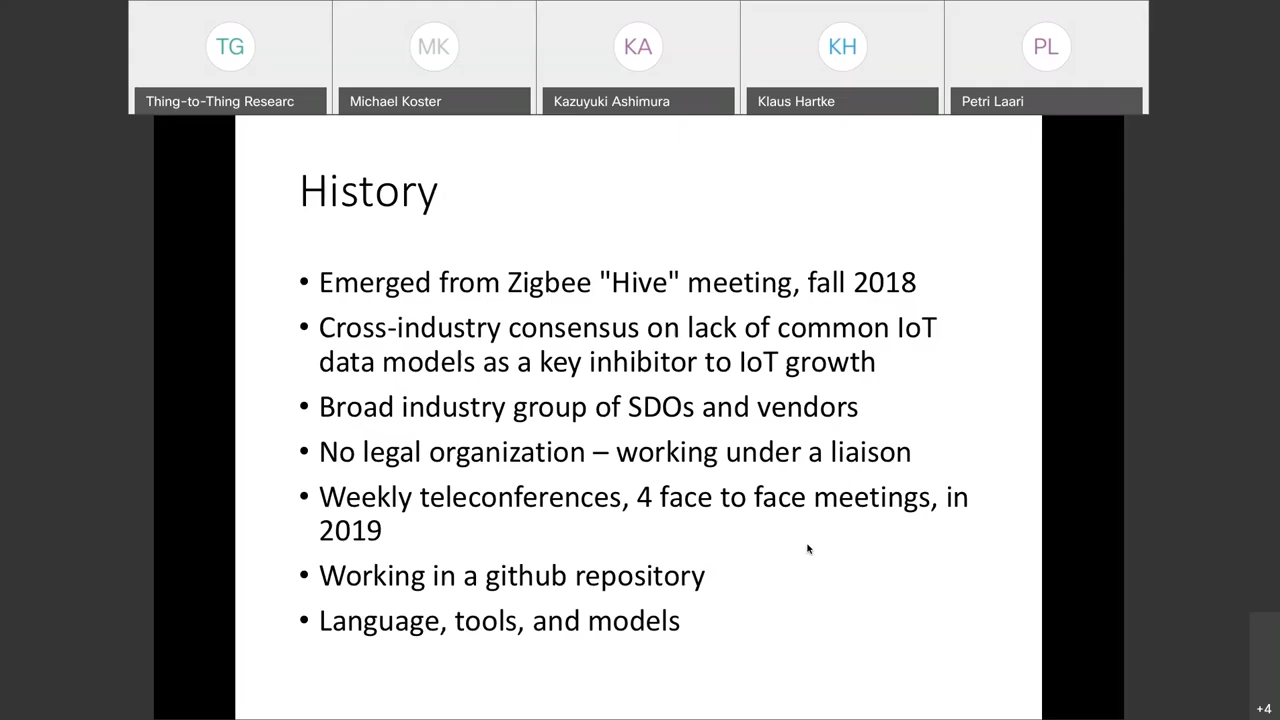 TG
MK
KA
KH
PL
Thing-to-Thing Researc
Michael Koster
Kazuyuki Ashimura
Klaus Hartke
Petri Laari
History
• Emerged from Zigbee "Hive" meeting, fall 2018
• Cross-industry consensus on lack of common IoT
data models as a key inhibitor to IoT growth
• Broad industry group of SDOs and vendors
• No legal organization – working under a liaison
• Weekly teleconferences, 4 face to face meetings, in
2019
• Working in a github repository
• Language, tools, and models
+4